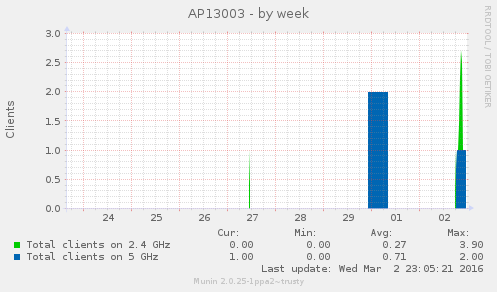 AP13003 - by week
RRDTOOL / TOBI OETIKER
Clients
3.0
2.5
2.0
1.5
1.0
0.5
0.0
24 25 26 27 28 29 01 02
Cur: Min: Avg: Max:
Total clients on 2.4 GHz 0.00 0.00 0.27 3.90
Total clients on 5 GHz 1.00 0.00 0.71 2.00
Last update: Wed Mar 2 23:05:21 2016
Munin 2.0.25-1ppa2~trusty